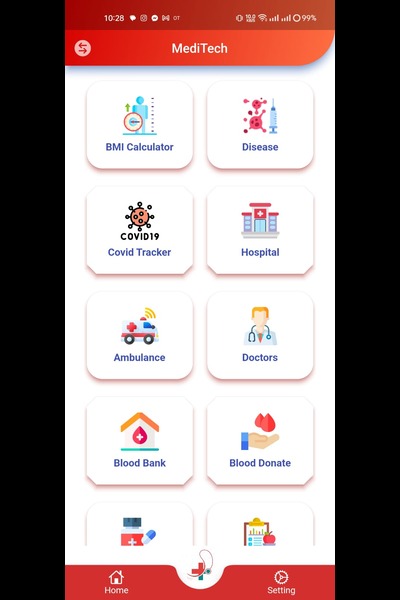 10:28
99%
MediTech
BMI Calculator
Disease
COVID19
Covid Tracker
Hospital
Ambulance
Doctors
Blood Bank
Blood Donate
Home
Setting